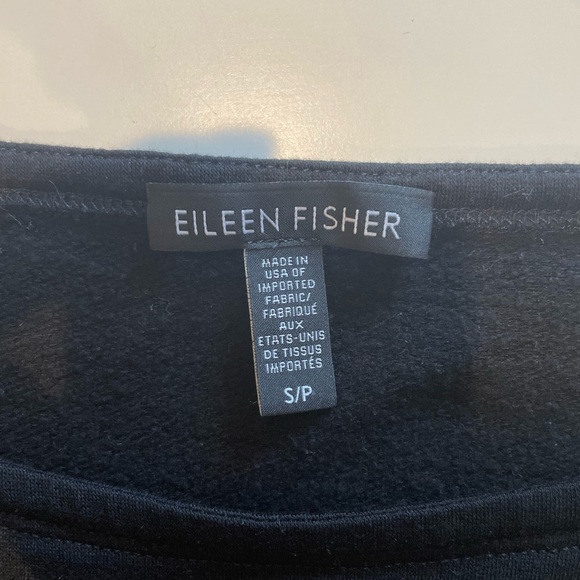 EILEEN FISHER
MADE IN
USA OF
IMPORTED
FABRIC/
FABRIQUÉ
AUX
ETATS-UNIS
DE TISSUS
IMPORTÉS
S/P